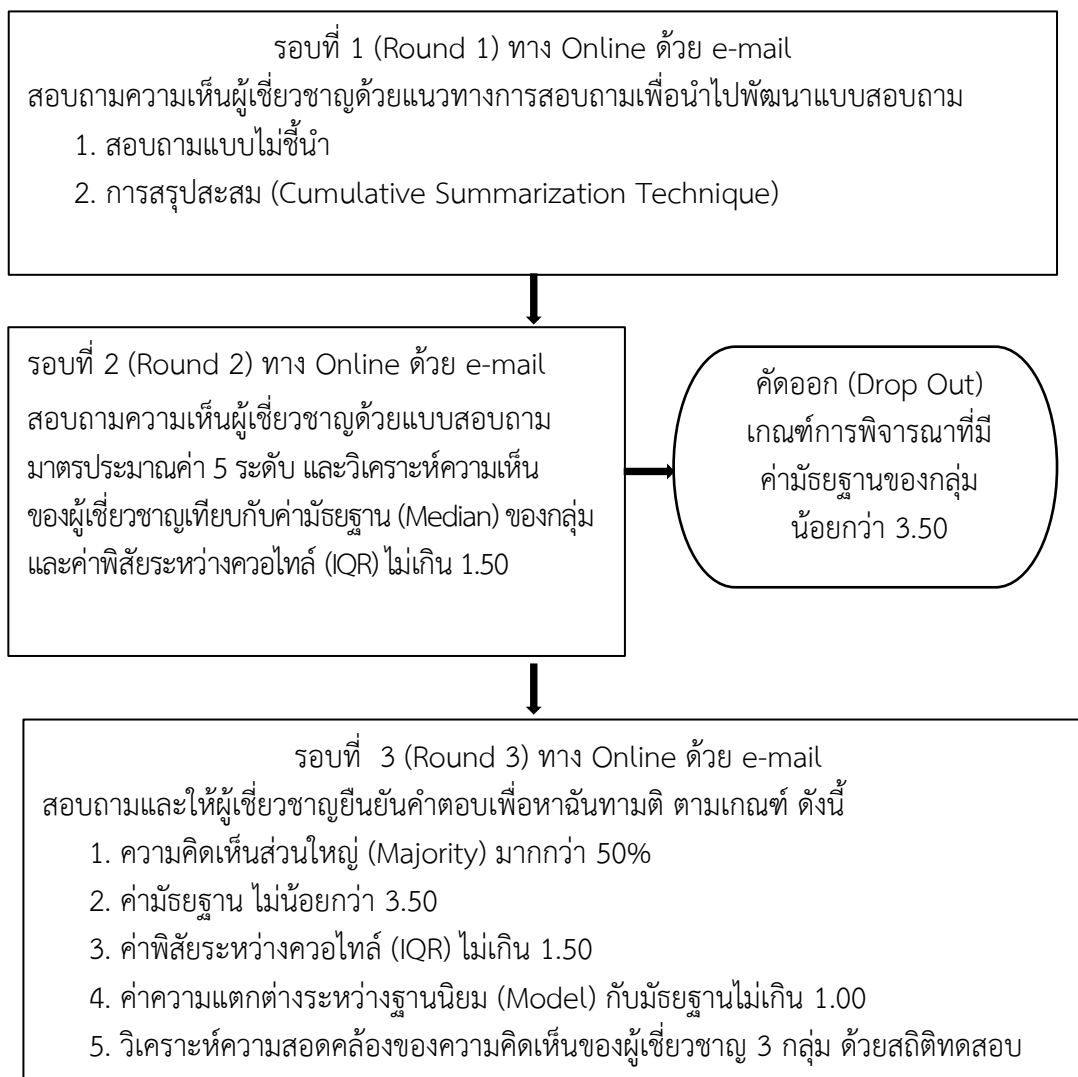 รอบที่ 1 (Round 1) ทาง Online ด้วย e-mail
สอบถามความเห็นผู้เชี่ยวชาญด้วยแนวทางการสอบถามเพื่อนำไปพัฒนาแบบสอบถาม
1. สอบถามแบบไม่ชี้นำ
2. การสรุปสะสม (Cumulative Summarization Technique)
รอบที่ 2 (Round 2) ทาง Online ด้วย e-mail
สอบถามความเห็นผู้เชี่ยวชาญด้วยแบบสอบถาม
มาตรประมาณค่า 5 ระดับ และวิเคราะห์ความเห็น
ของผู้เชี่ยวชาญเทียบกับค่ามัธยฐาน (Median) ของกลุ่ม
และค่าพิสัยระหว่างควอไทล์ (IQR) ไม่เกิน 1.50
คัดออก (Drop Out)
เกณฑ์การพิจารณาที่มี
ค่ามัธยฐานของกลุ่ม
น้อยกว่า 3.50
รอบที่ 3 (Round 3) ทาง Online ด้วย e-mail
สอบถามและให้ผู้เชี่ยวชาญยืนยันคำตอบเพื่อหาฉันทามติ ตามเกณฑ์ ดังนี้
1. ความคิดเห็นส่วนใหญ่ (Majority) มากกว่า 50%
2. ค่ามัธยฐาน ไม่น้อยกว่า 3.50
3. ค่าพิสัยระหว่างควอไทล์ (IQR) ไม่เกิน 1.50
4. ค่าความแตกต่างระหว่างฐานนิยม (Model) กับมัธยฐานไม่เกิน 1.00
5. วิเคราะห์ความสอดคล้องของความคิดเห็นของผู้เชี่ยวชาญ 3 กลุ่ม ด้วยสถิติทดสอบ